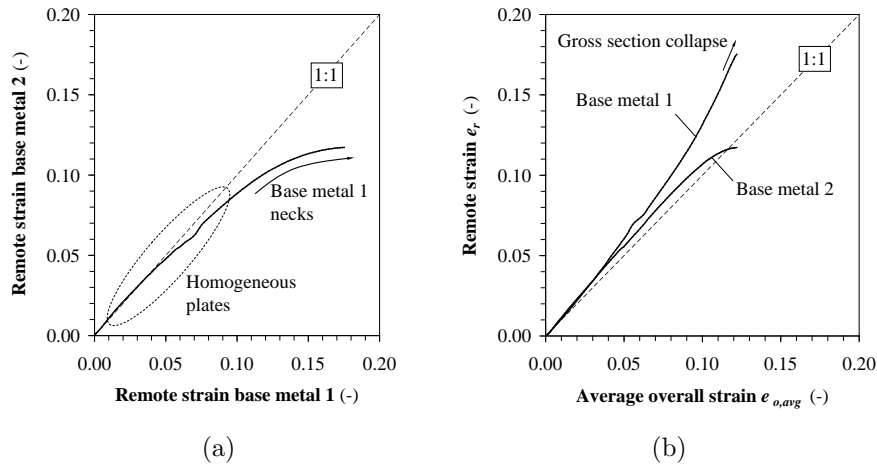 Remote strain base metal 2 (-)
0.20
0.15
0.10
0.05
0.00
1:1
Base metal 1
necks
Homogeneous
plates
0.00 0.05 0.10 0.15 0.20
Remote strain base metal 1 (-)
(a)
Remote strain e r (-)
0.20
0.15
0.10
0.05
0.00
Gross section collapse
1:1
Base metal 1
Base metal 2
0.00 0.05 0.10 0.15 0.20
Average overall strain e o,avg (-)
(b)